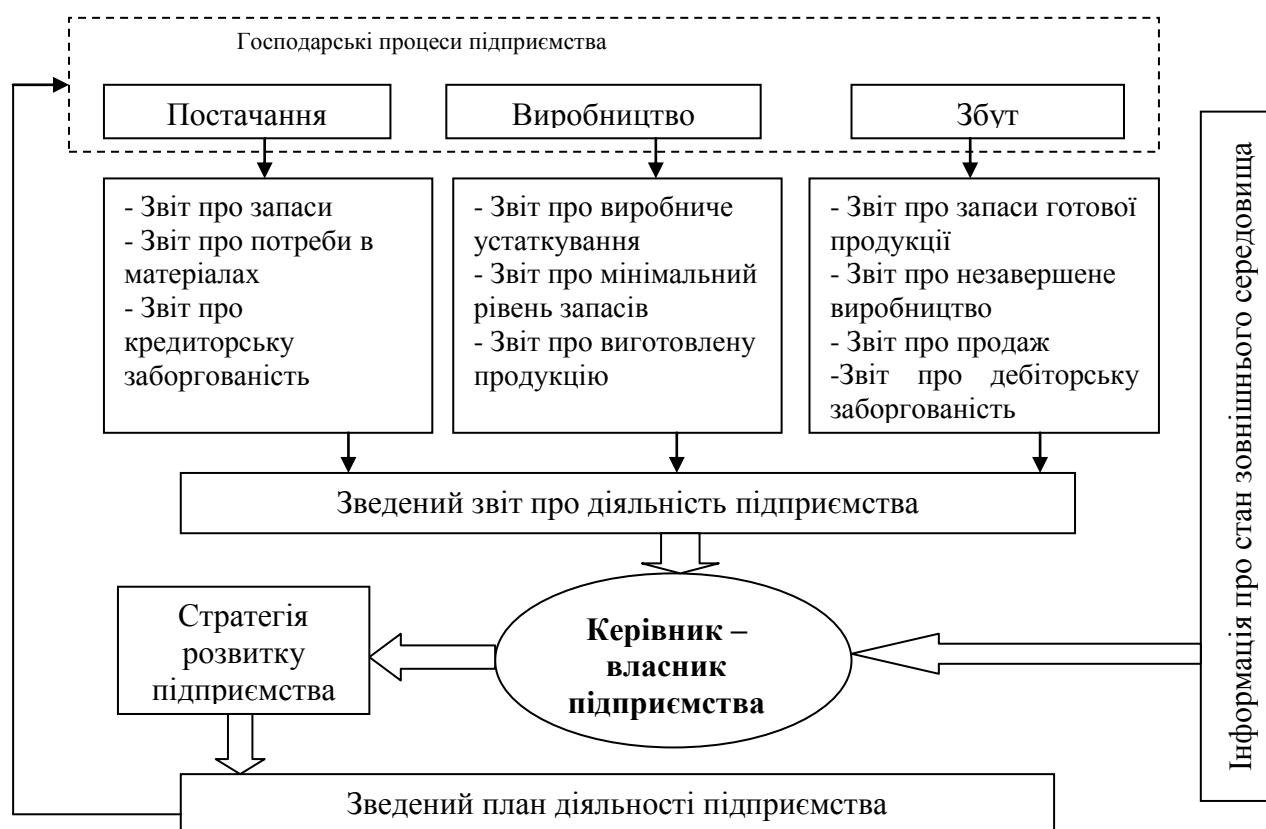 Господарські процеси підприємства
Постачання
Виробництво
Збут
- Звіт про запаси
- Звіт про потреби в
матеріалах
- Звіт про
кредиторську
заборгованість
- Звіт про виробниче
устаткування
- Звіт про мінімальний
рівень запасів
- Звіт про виготовлену
продукцію
- Звіт про запаси готової
продукції
- Звіт про незавершене
виробництво
- Звіт про продаж
-Звіт про дебіторську
заборгованість
Зведений звіт про діяльність підприємства
Стратегія
розвитку
підприємства
Керівник –
власник
підприємства
Зведений план діяльності підприємства
Інформація про стан зовнішнього середовища